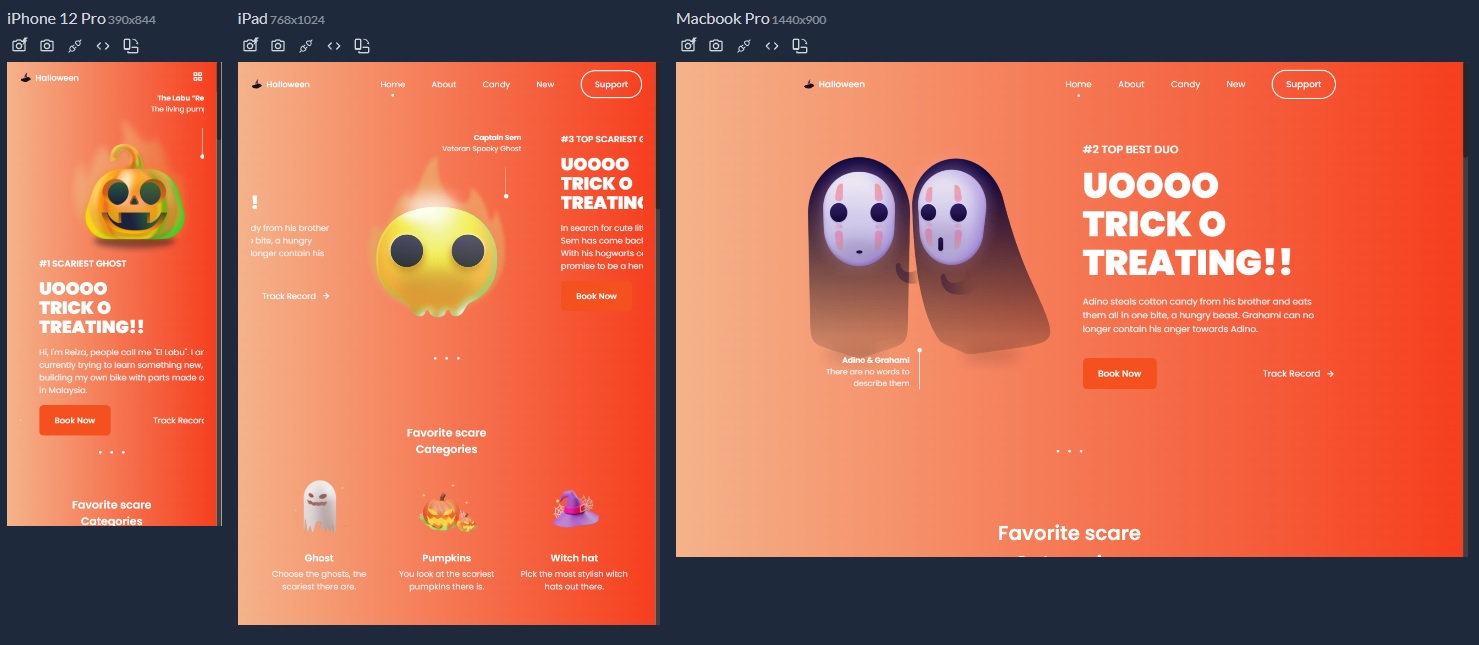 iPhone 12 Pro 390x844
Halloween
The Labu "Re
The living pum
#1 SCARIEST GHOST
UOOOO
TRICK O
TREATING!!
Hi, I'm Reiza, people call me "El Labu". I ar
currently trying to learn something new,
building my own bike with parts made o
in Malaysia.
Book Now
Track Record
Favorite scare
Categories
iPad 768x1024
Halloween
Home
About
Candy
New
Support
Captain Sem
Veteran Spooky Ghost
!
dy from his brother
bite, a hungry
longer contain his
Track Record →
#3 TOP SCARIEST G
UOOOO
TRICK O
TREATING
In search for cute litt
Sem has come back
With his hogwarts c
promise to be a her
Book Now
Favorite scare
Categories
Ghost
Choose the ghosts, the
scariest there are.
Pumpkins
You look at the scariest
pumpkins there is.
Witch hat
Pick the most stylish witch
hats out there.
Macbook Pro 1440x900
Halloween
Home
About
Candy
New
Support
#2 TOP BEST DUO
UOOOO
TRICK O
TREATING!!
Adino steals cotton candy from his brother and eats
them all in one bite, a hungry beast. Grahami can no
longer contain his anger towards Adino.
Adino & Grahami
There are no words to
describe them
Book Now
Track Record →
Favorite scare